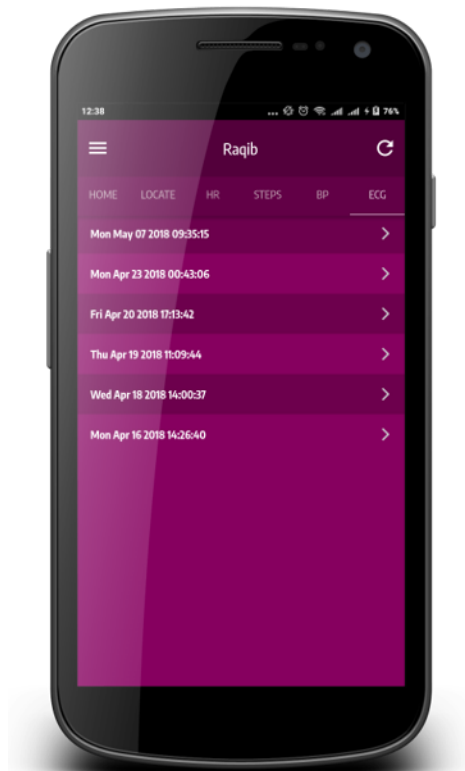 12:38 ... 76%
Raqib
HOME LOCATE HR STEPS BP ECG
Mon May 07 2018 09:35:15
Mon Apr 23 2018 00:43:06
Fri Apr 20 2018 17:13:42
Thu Apr 19 2018 11:09:44
Wed Apr 18 2018 14:00:37
Mon Apr 16 2018 14:26:40